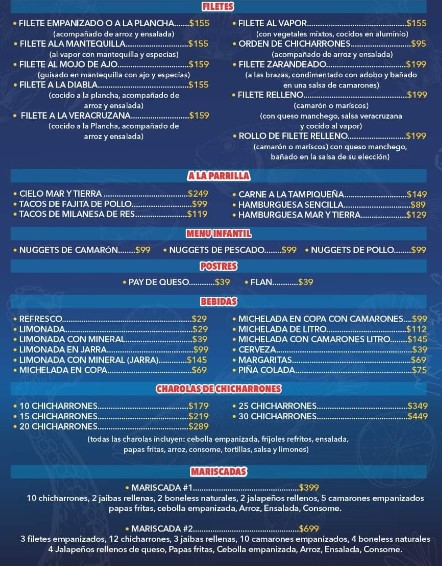 FILETES
• FILETE EMPANIZADO O A LA PLANCHA......$155
(acompañado de arroz y ensalada)
• FILETE ALA MANTEQUILLA......$155
(al vapor con mantequilla y especias)
• FILETE AL MOJO DE AJO......$159
(guisado en mantequilla con ajo y especias)
• FILETE A LA DIABLA......$155
(cocido a la plancha, acompañado de
arroz y ensalada)
• FILETE A LA VERACRUZANA......$159
(cocido a la Plancha, acompañado de
arroz y ensalada)
• FILETE AL VAPOR......$155
(con vegetales mixtos, cocidos en aluminio)
• ORDEN DE CHICHARRONES......$95
(acompañado de arroz y ensalada)
• FILETE ZARANDEADO......$199
(a las brazas, condimentado con adobo y bañado
en una salsa de camarones)
• FILETE RELLENO......$199
(camarón o mariscos)
(con queso manchego, salsa veracruzana
y cocido al vapor)
• ROLLO DE FILETE RELLENO......$199
(camarón o mariscos) con queso manchego,
bañado en la salsa de su elección)
A LA PARRILLA
• CIELO MAR Y TIERRA......$249
• TACOS DE FAJITA DE POLLO......$99
• TACOS DE MILANESA DE RES......$119
• CARNE A LA TAMPIQUEÑA......$149
• HAMBURGUESA SENCILLA......$89
• HAMBURGUESA MAR Y TIERRA......$129
MENU INFANTIL
• NUGGETS DE CAMARÓN......$99 • NUGGETS DE PESCADO......$99 • NUGGETS DE POLLO......$99
POSTRES
• PAY DE QUESO......$39 • FLAN......$39
BEBIDAS
• REFRESCO......$29
• LIMONADA......$29
• LIMONADA CON MINERAL......$39
• LIMONADA EN JARRA......$99
• LIMONADA CON MINERAL (JARRA)......$145
• MICHELADA EN COPA......$69
• MICHELADA EN COPA CON CAMARONES...$99
• MICHELADA DE LITRO......$112
• MICHELADA CON CAMARONES LITRO......$145
• CERVEZA......$39
• MARGARITAS......$69
• PIÑA COLADA......$75
CHAROLAS DE CHICHARRONES
• 10 CHICHARRONES......$179
• 15 CHICHARRONES......$219
• 20 CHICHARRONES......$289
• 25 CHICHARRONES......$349
• 30 CHICHARRONES......$449
(todas las charolas incluyen: cebolla empanizada, frijoles refritos, ensalada,
papas fritas, arroz, consome, tortillas, salsa y limones)
MARISCADAS
• MARISCADA #1......$399
10 chicharrones, 2 jaibas rellenas, 2 boneless naturales, 2 jalapeños rellenos, 5 camarones empanizados
papas fritas, cebolla empanizada, Arroz, Ensalada, Consome.
• MARISCADA #2......$699
3 filetes empanizados, 12 chicharrones, 3 jaibas rellenas, 10 camarones empanizados, 4 boneless naturales
4 Jalapeños rellenos de queso, Papas fritas, Cebolla empanizada, Arroz, Ensalada, Consome.